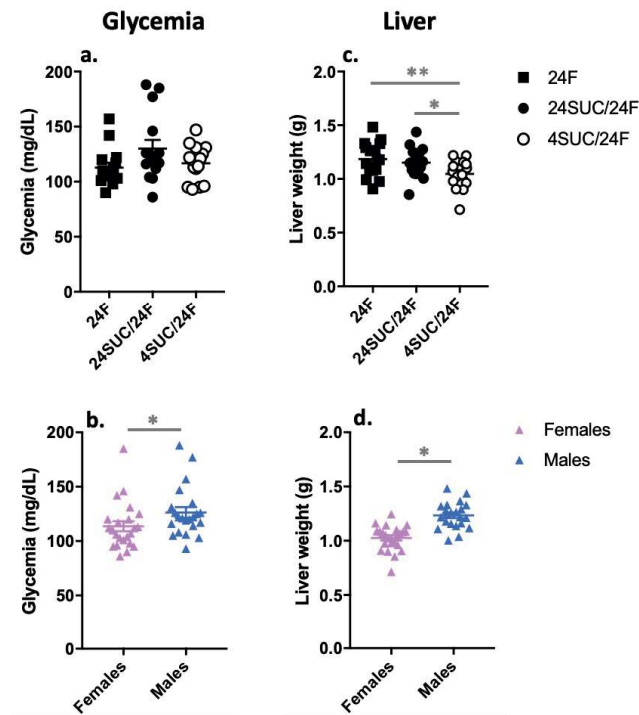 Glycemia
Liver
a.
Glycemia (mg/dL)
200
150
100
50
0
24F
24SUC/24F
4SUC/24F
c.
Liver weight (g)
2.0
1.5
1.0
0.5
0.0
**
*
24F
24SUC/24F
4SUC/24F
24F
24SUC/24F
4SUC/24F
b.
Glycemia (mg/dL)
200
150
100
50
0
*
Females
Males
d.
Liver weight (g)
2.0
1.5
1.0
0.5
0.0
*
Females
Males
Females
Males